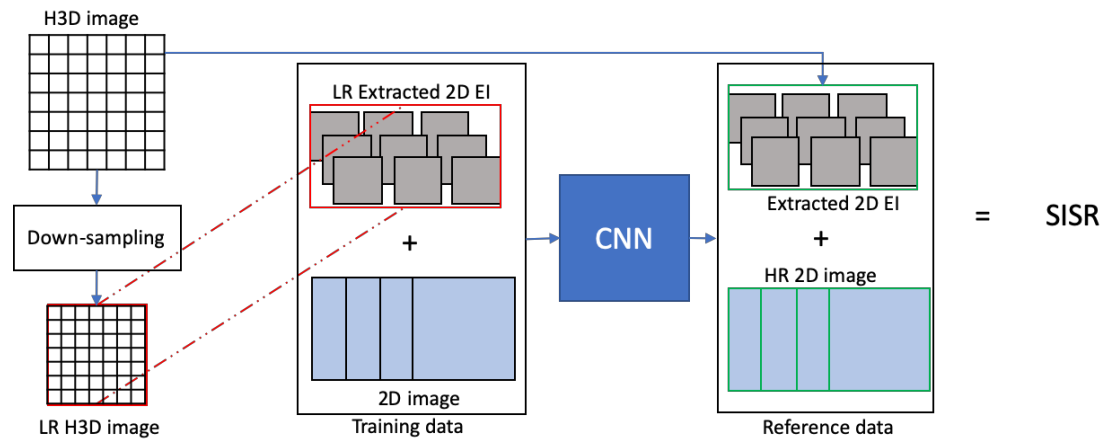 H3D image
Down-sampling
LR H3D image
LR Extracted 2D EI
+
2D image
Training data
CNN
Extracted 2D EI
+
HR 2D image
Reference data
= SISR